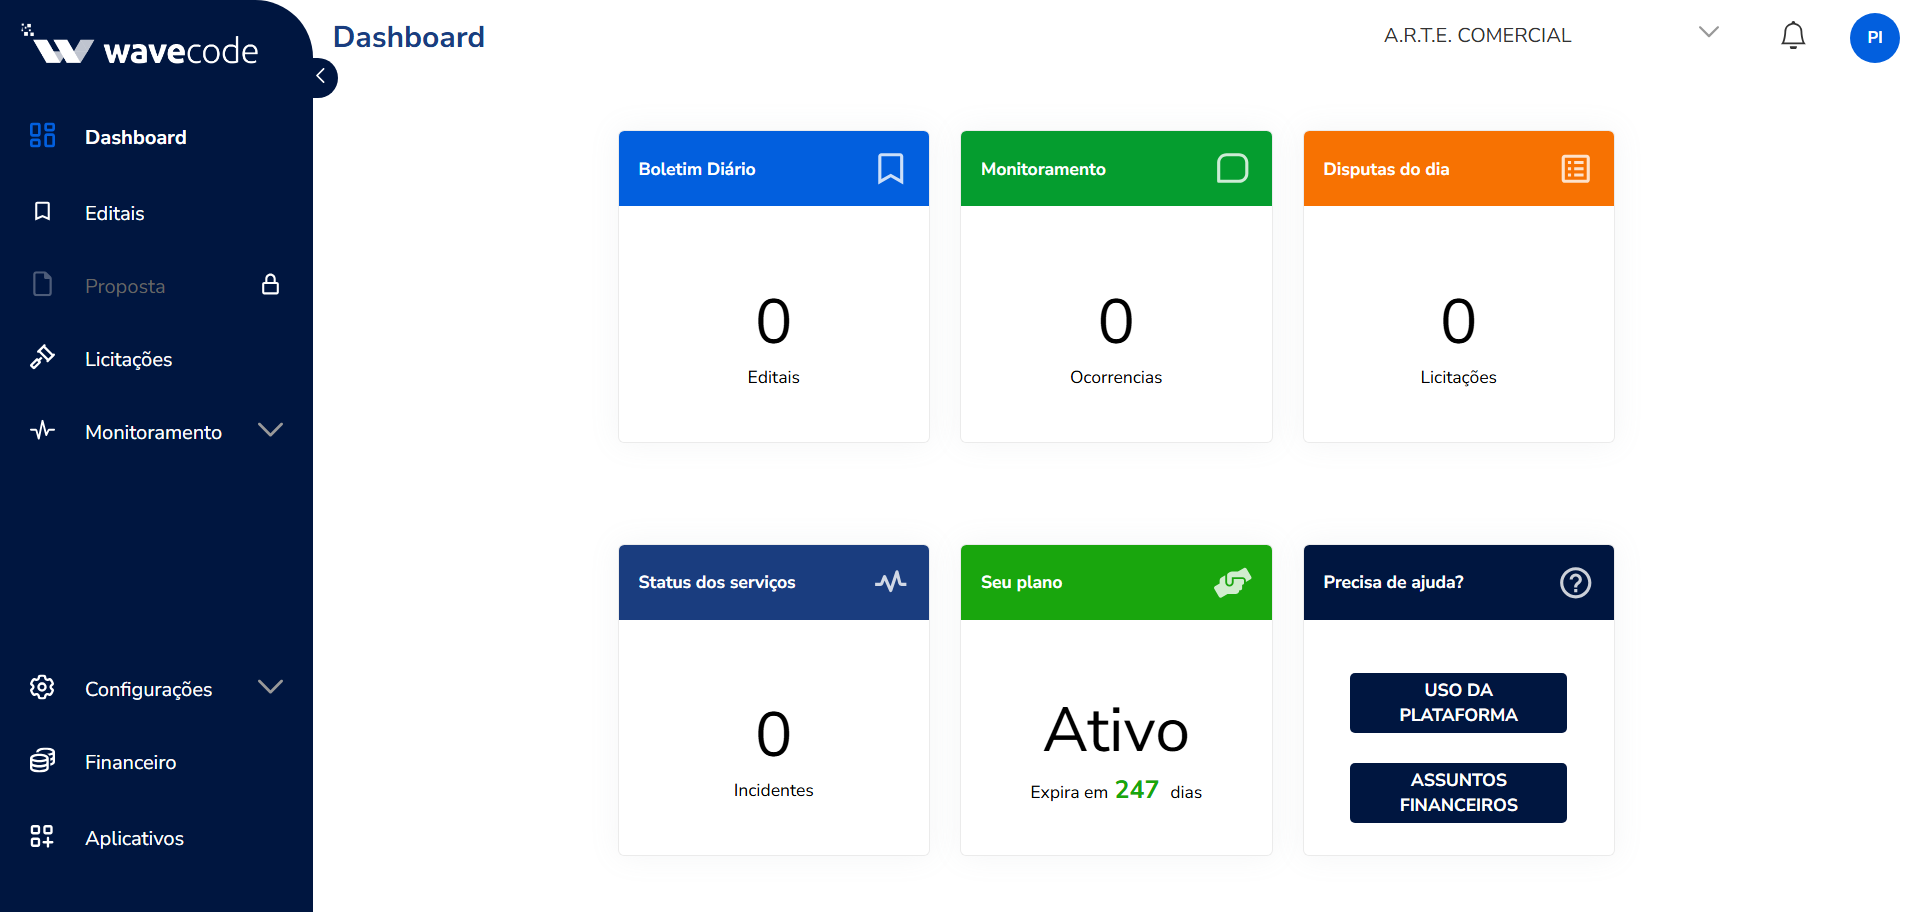 wavecode
Dashboard
A.R.T.E. COMERCIAL
PI
Dashboard
Editais
Proposta
Licitações
Monitoramento
Configurações
Financeiro
Aplicativos
Boletim Diário
0
Editais
Monitoramento
0
Ocorrencias
Disputas do dia
0
Licitações
Status dos serviços
0
Incidentes
Seu plano
Ativo
Expira em 247 dias
Precisa de ajuda?
USO DA
PLATAFORMA
ASSUNTOS
FINANCEIROS